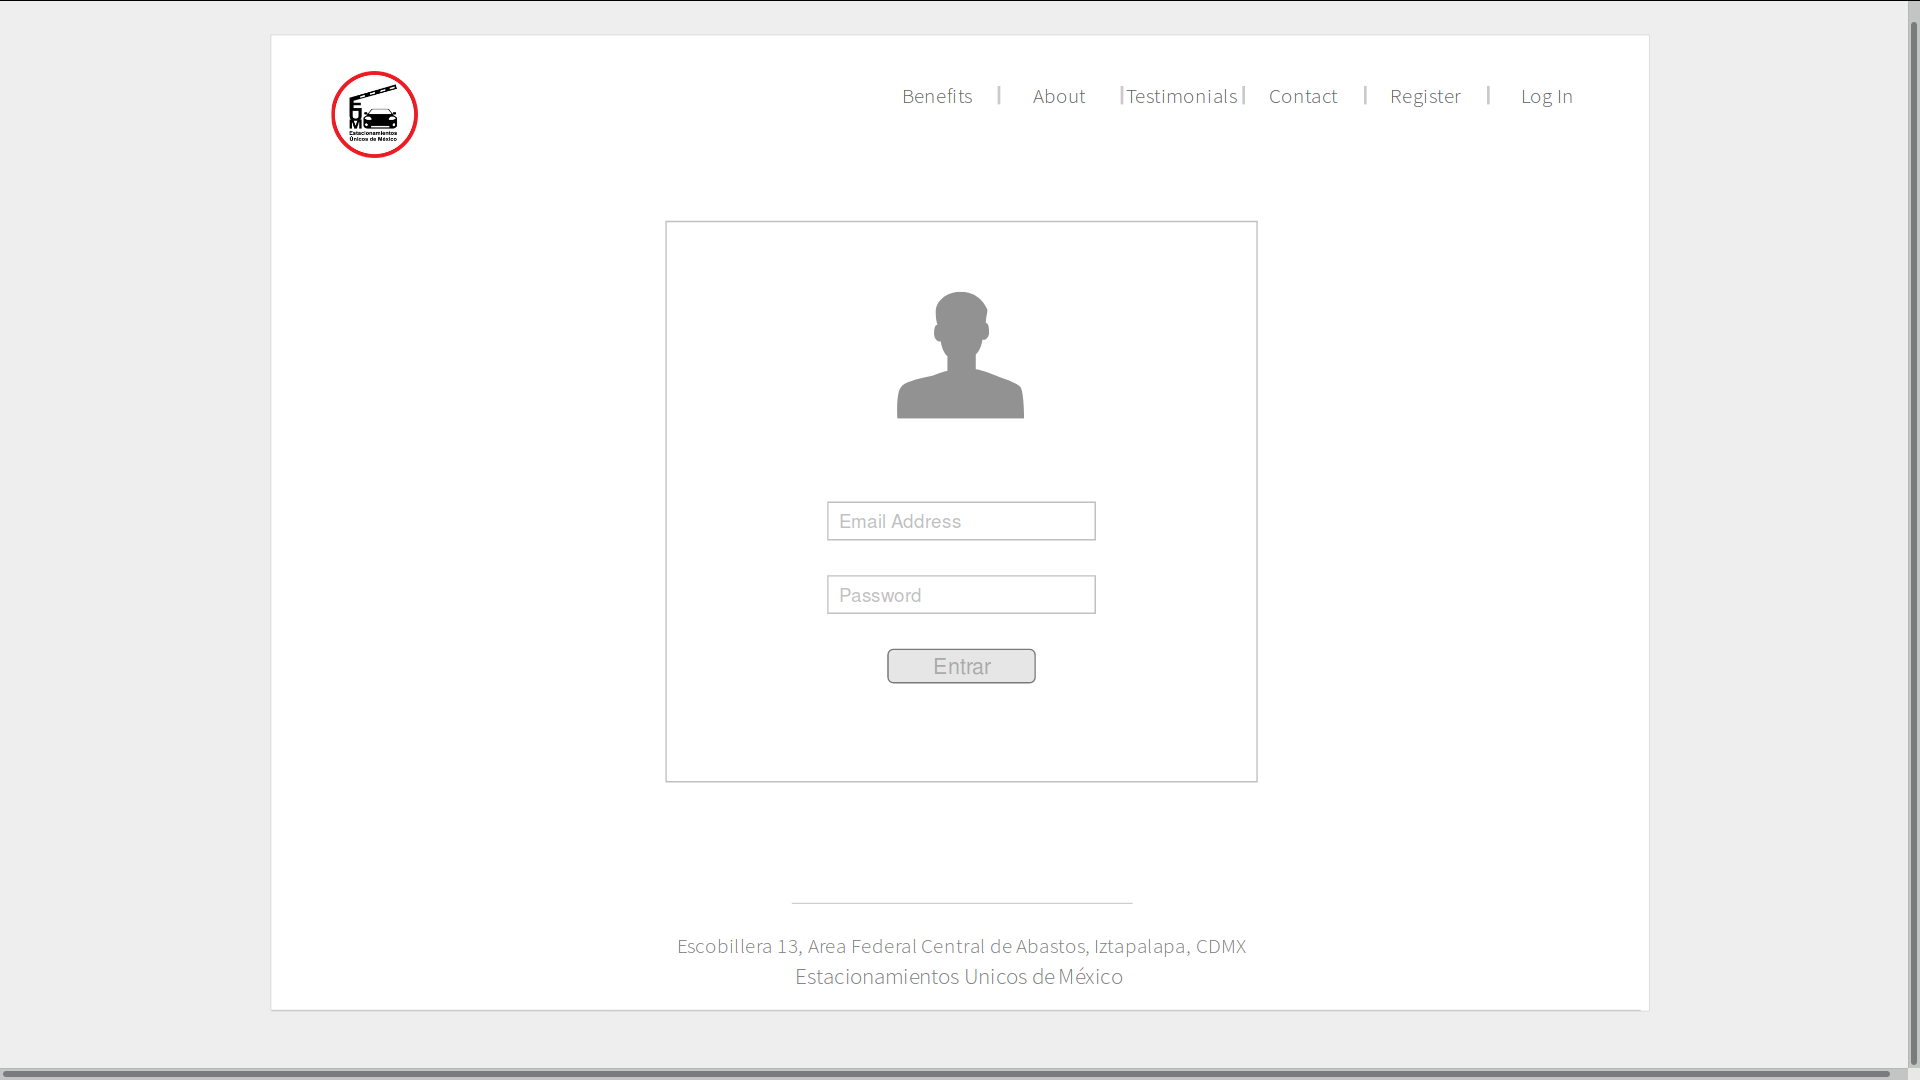 EUM
Estacionamientos
Únicos de México
Benefits
About
Testimonials
Contact
Register
Log In
Email Address
Password
Entrar
Escobillera 13, Area Federal Central de Abastos, Iztapalapa, CDMX
Estacionamientos Unicos de México